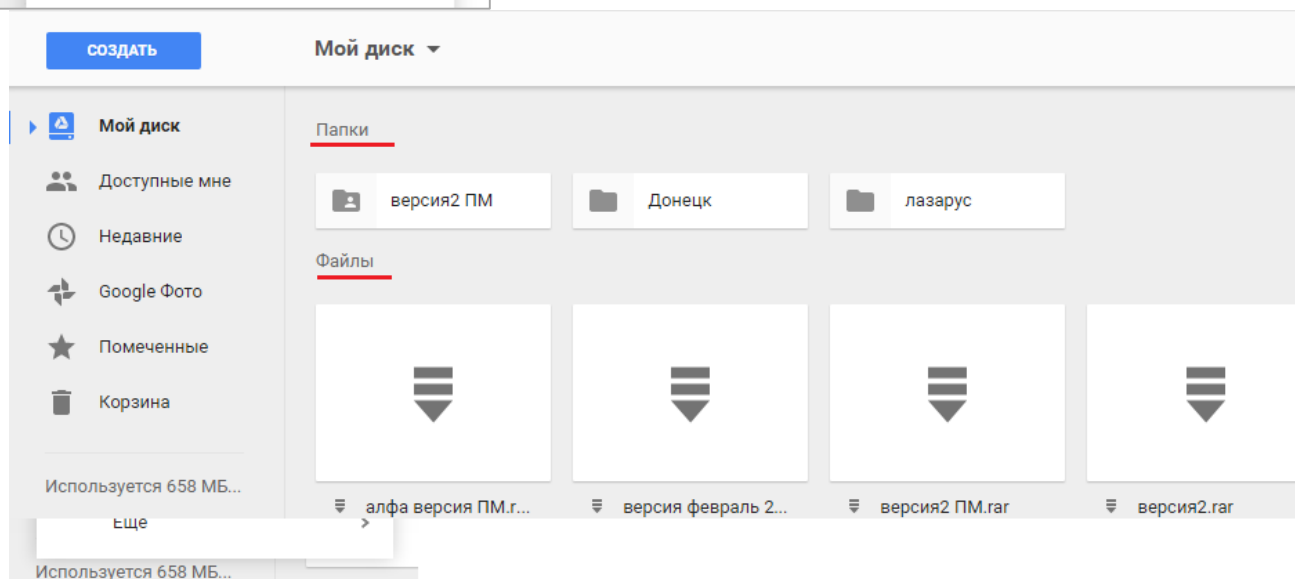 СОЗДАТЬ
Мой диск
Мой диск
Доступные мне
Недавние
Google Фото
Помеченные
Корзина
Используется 658 МБ...
Папки
версия2 ПМ
Донецк
лазарус
Файлы
алфа версия ПМ.r...
версия февраль 2...
версия2 ПМ.rar
версия2.rar
Еще
Используется 658 МБ...